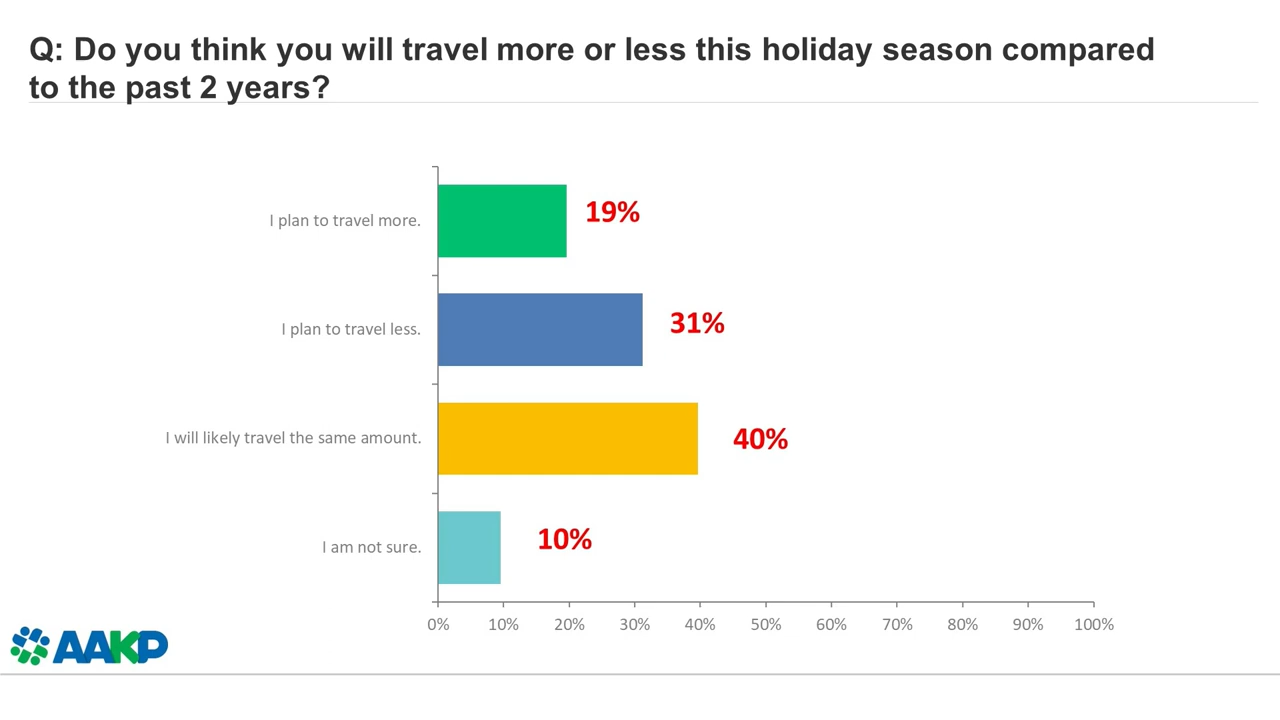 Q: Do you think you will travel more or less this holiday season compared
to the past 2 years?
I plan to travel more.
19%
I plan to travel less.
31%
I will likely travel the same amount.
40%
I am not sure.
10%
0% 10% 20% 30% 40% 50% 60% 70% 80% 90% 100%
AAKP